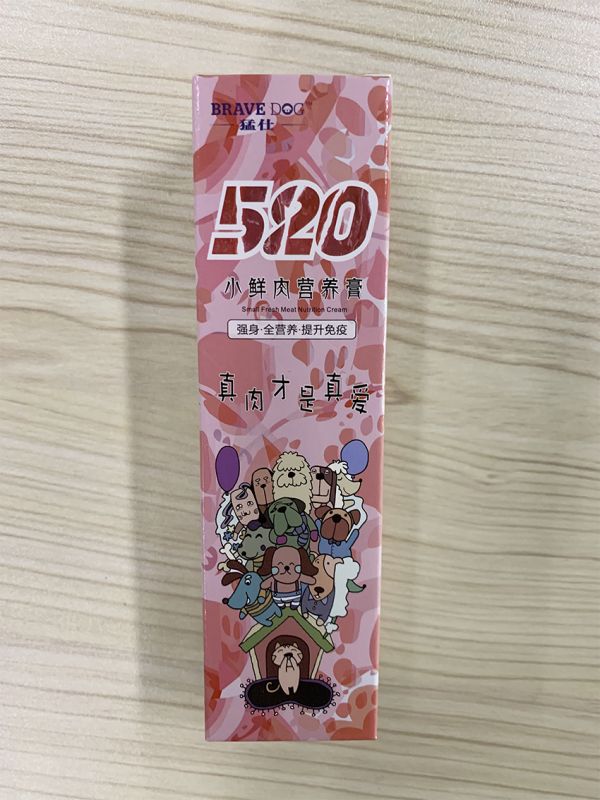 BRAVE DOG™
猛仕
520
小鲜肉营养膏
Small Fresh Meat Nutrition Cream
强身·全营养·提升免疫
真肉才是真爱